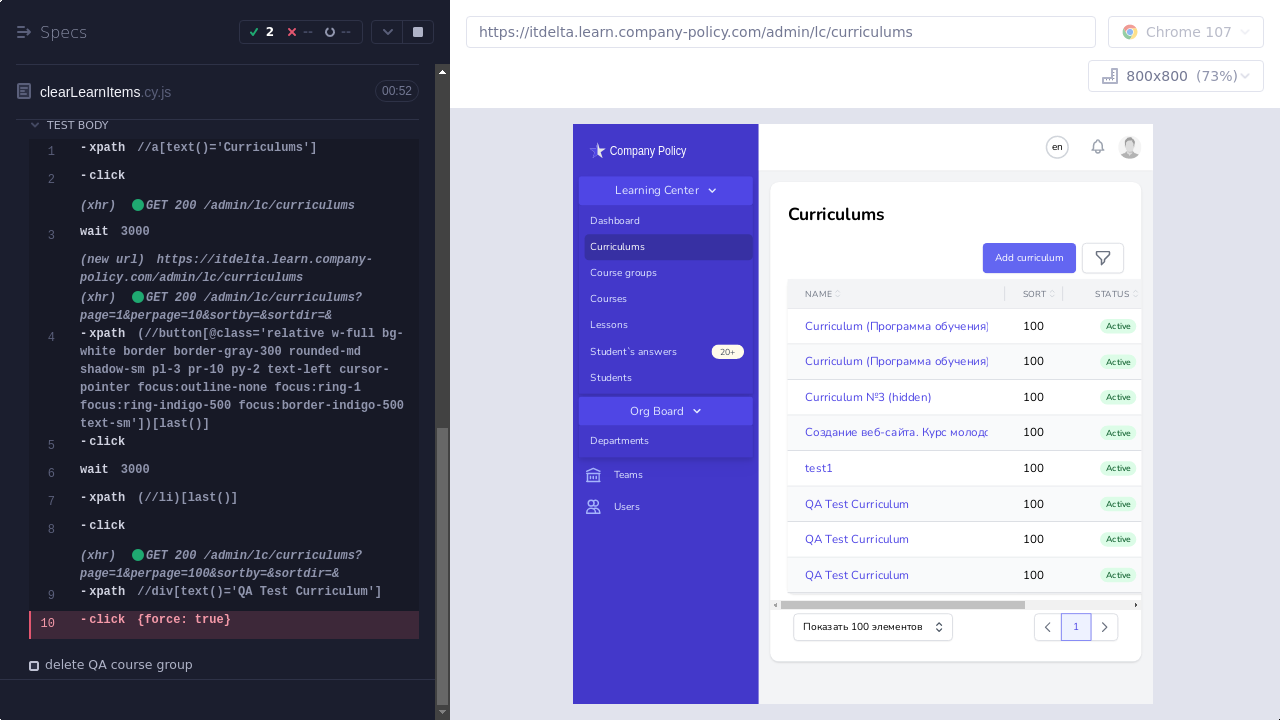 Specs
2 -- --
clearLearnItems.cy.js 00:52
TEST BODY
1 -xpath //a[text()='Curriculums']
2 -click
(xhr) GET 200 /admin/lc/curriculums
3 wait 3000
(new url) https://itdelta.learn.company-
policy.com/admin/lc/curriculums
(xhr) GET 200 /admin/lc/curriculums?
page=1&perpage=10&sortby=&sortdir=&
4 -xpath (//button[@class='relative w-full bg-
white border border-gray-300 rounded-md
shadow-sm pl-3 pr-10 py-2 text-left cursor-
pointer focus:outline-none focus:ring-1
focus:ring-indigo-500 focus:border-indigo-500
text-sm'])[last()]
5 -click
6 wait 3000
7 -xpath (//li)[last()]
8 -click
(xhr) GET 200 /admin/lc/curriculums?
page=1&perpage=100&sortby=&sortdir=&
9 -xpath //div[text()='QA Test Curriculum']
10 -click {force: true}
delete QA course group
https://itdelta.learn.company-policy.com/admin/lc/curriculums
Chrome 107
800x800 (73%)
Company Policy
Learning Center
Dashboard
Curriculums
Course groups
Courses
Lessons
Student`s answers 20+
Students
Org Board
Departments
Teams
Users
en
Curriculums
Add curriculum
NAME SORT STATUS
Curriculum (Программа обучения) 100 Active
Curriculum (Программа обучения) 100 Active
Curriculum №3 (hidden) 100 Active
Создание веб-сайта. Курс молодо 100 Active
test1 100 Active
QA Test Curriculum 100 Active
QA Test Curriculum 100 Active
QA Test Curriculum 100 Active
Показать 100 элементов
1